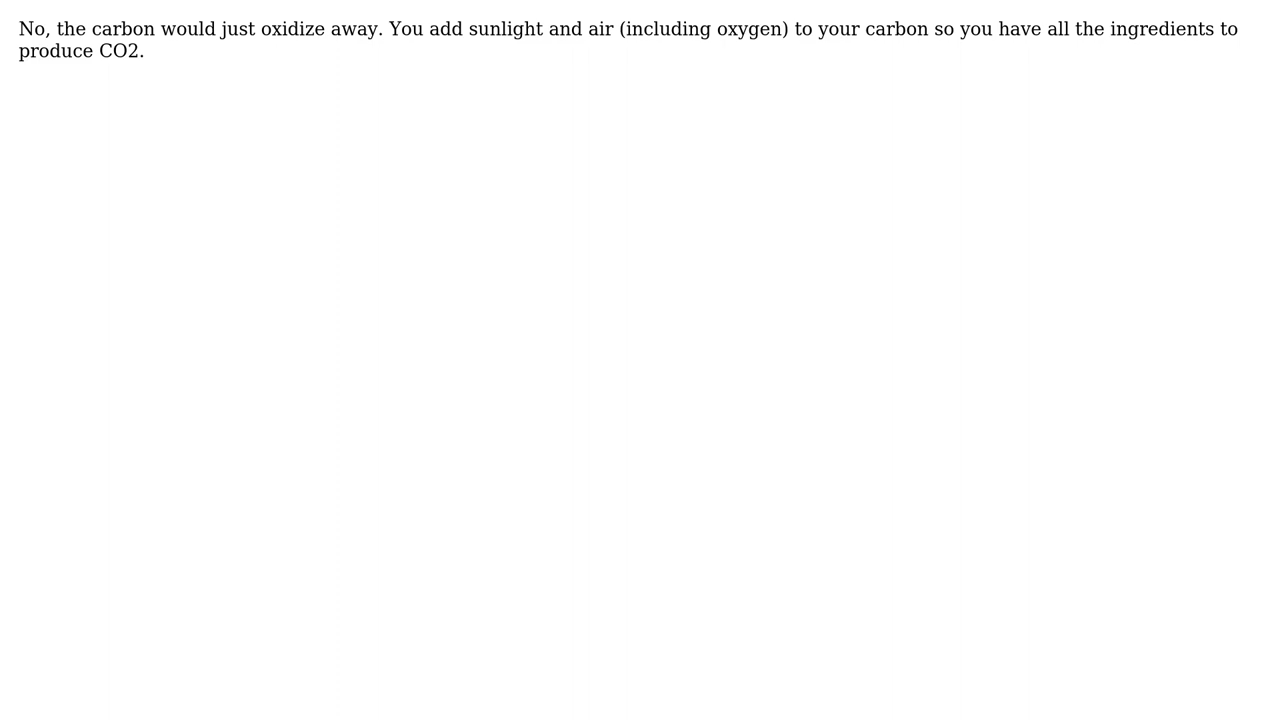 No, the carbon would just oxidize away. You add sunlight and air (including oxygen) to your carbon so you have all the ingredients to
produce CO2.